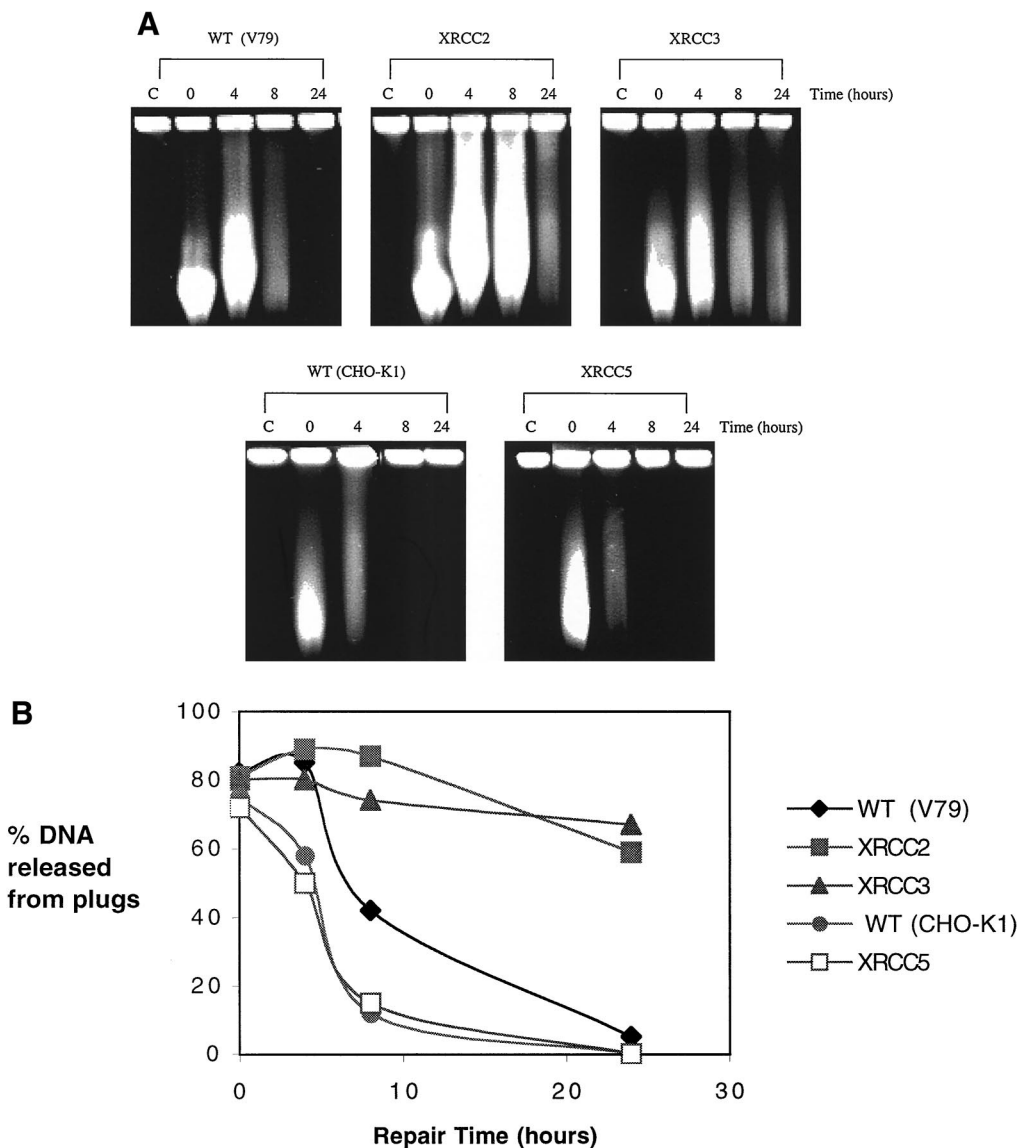 A
WT (V79)
XRCC2
XRCC3
C 0 4 8 24
C 0 4 8 24
C 0 4 8 24 Time (hours)
WT (CHO-K1)
XRCC5
C 0 4 8 24 Time (hours)
C 0 4 8 24
B
100
80
60
40
20
0
% DNA
released
from plugs
0 10 20 30
Repair Time (hours)
WT (V79)
XRCC2
XRCC3
WT (CHO-K1)
XRCC5